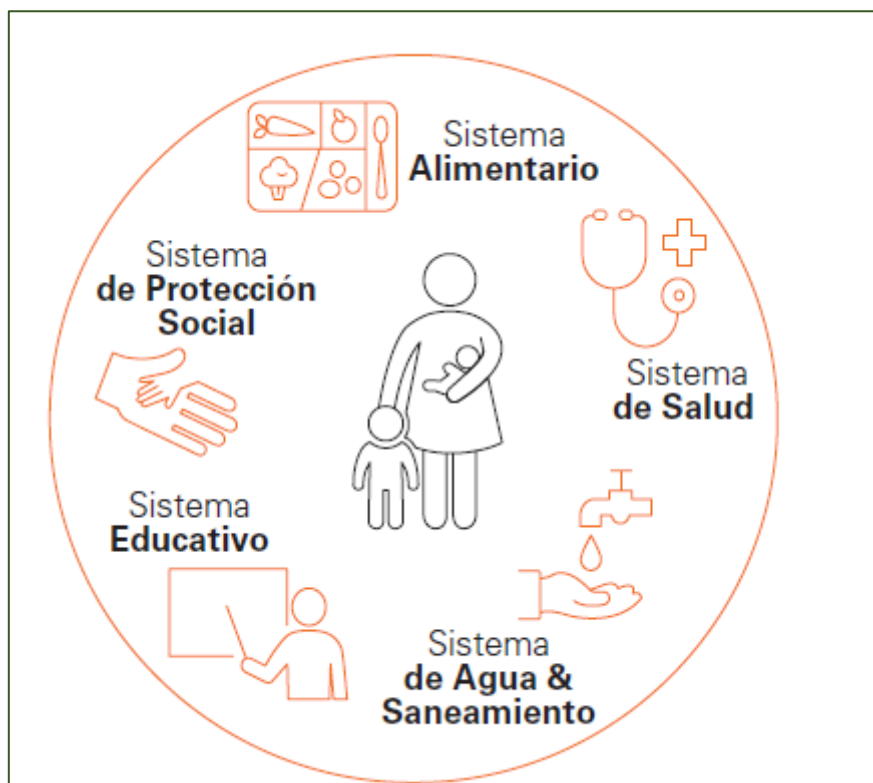 Sistema
Alimentario
Sistema
de Salud
Sistema
de Agua &
Saneamiento
Sistema
Educativo
Sistema
de Protección
Social